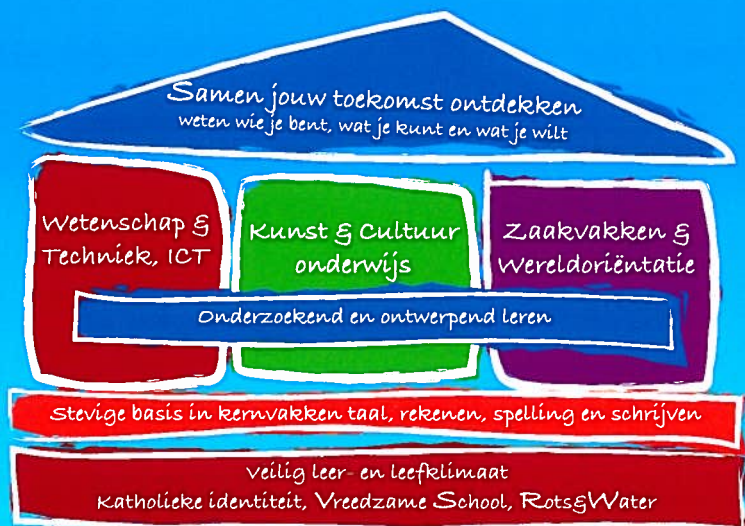 Samen jouw toekomst ontdekken
weten wie je bent, wat je kunt en wat je wilt
Wetenschap &
Techniek, ICT
Kunst & Cultuur
onderwijs
Zaakvakken &
Wereldoriëntatie
Onderzoekend en ontwerpend leren
Stevige basis in kernvakken taal, rekenen, spelling en schrijven
Veilig leer- en leefklimaat
Katholieke identiteit, Vreedzame School, Rots&Water